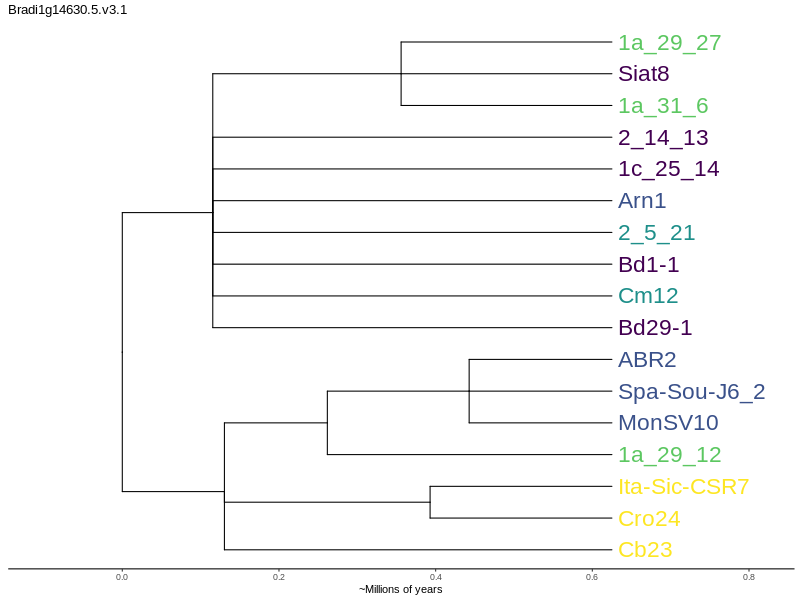 Bradi1g14630.5.v3.1
1a_29_27
Siat8
1a_31_6
2_14_13
1c_25_14
Arn1
2_5_21
Bd1-1
Cm12
Bd29-1
ABR2
Spa-Sou-J6_2
MonSV10
1a_29_12
Ita-Sic-CSR7
Cro24
Cb23
0.0 0.2 0.4 0.6 0.8
~Millions of years